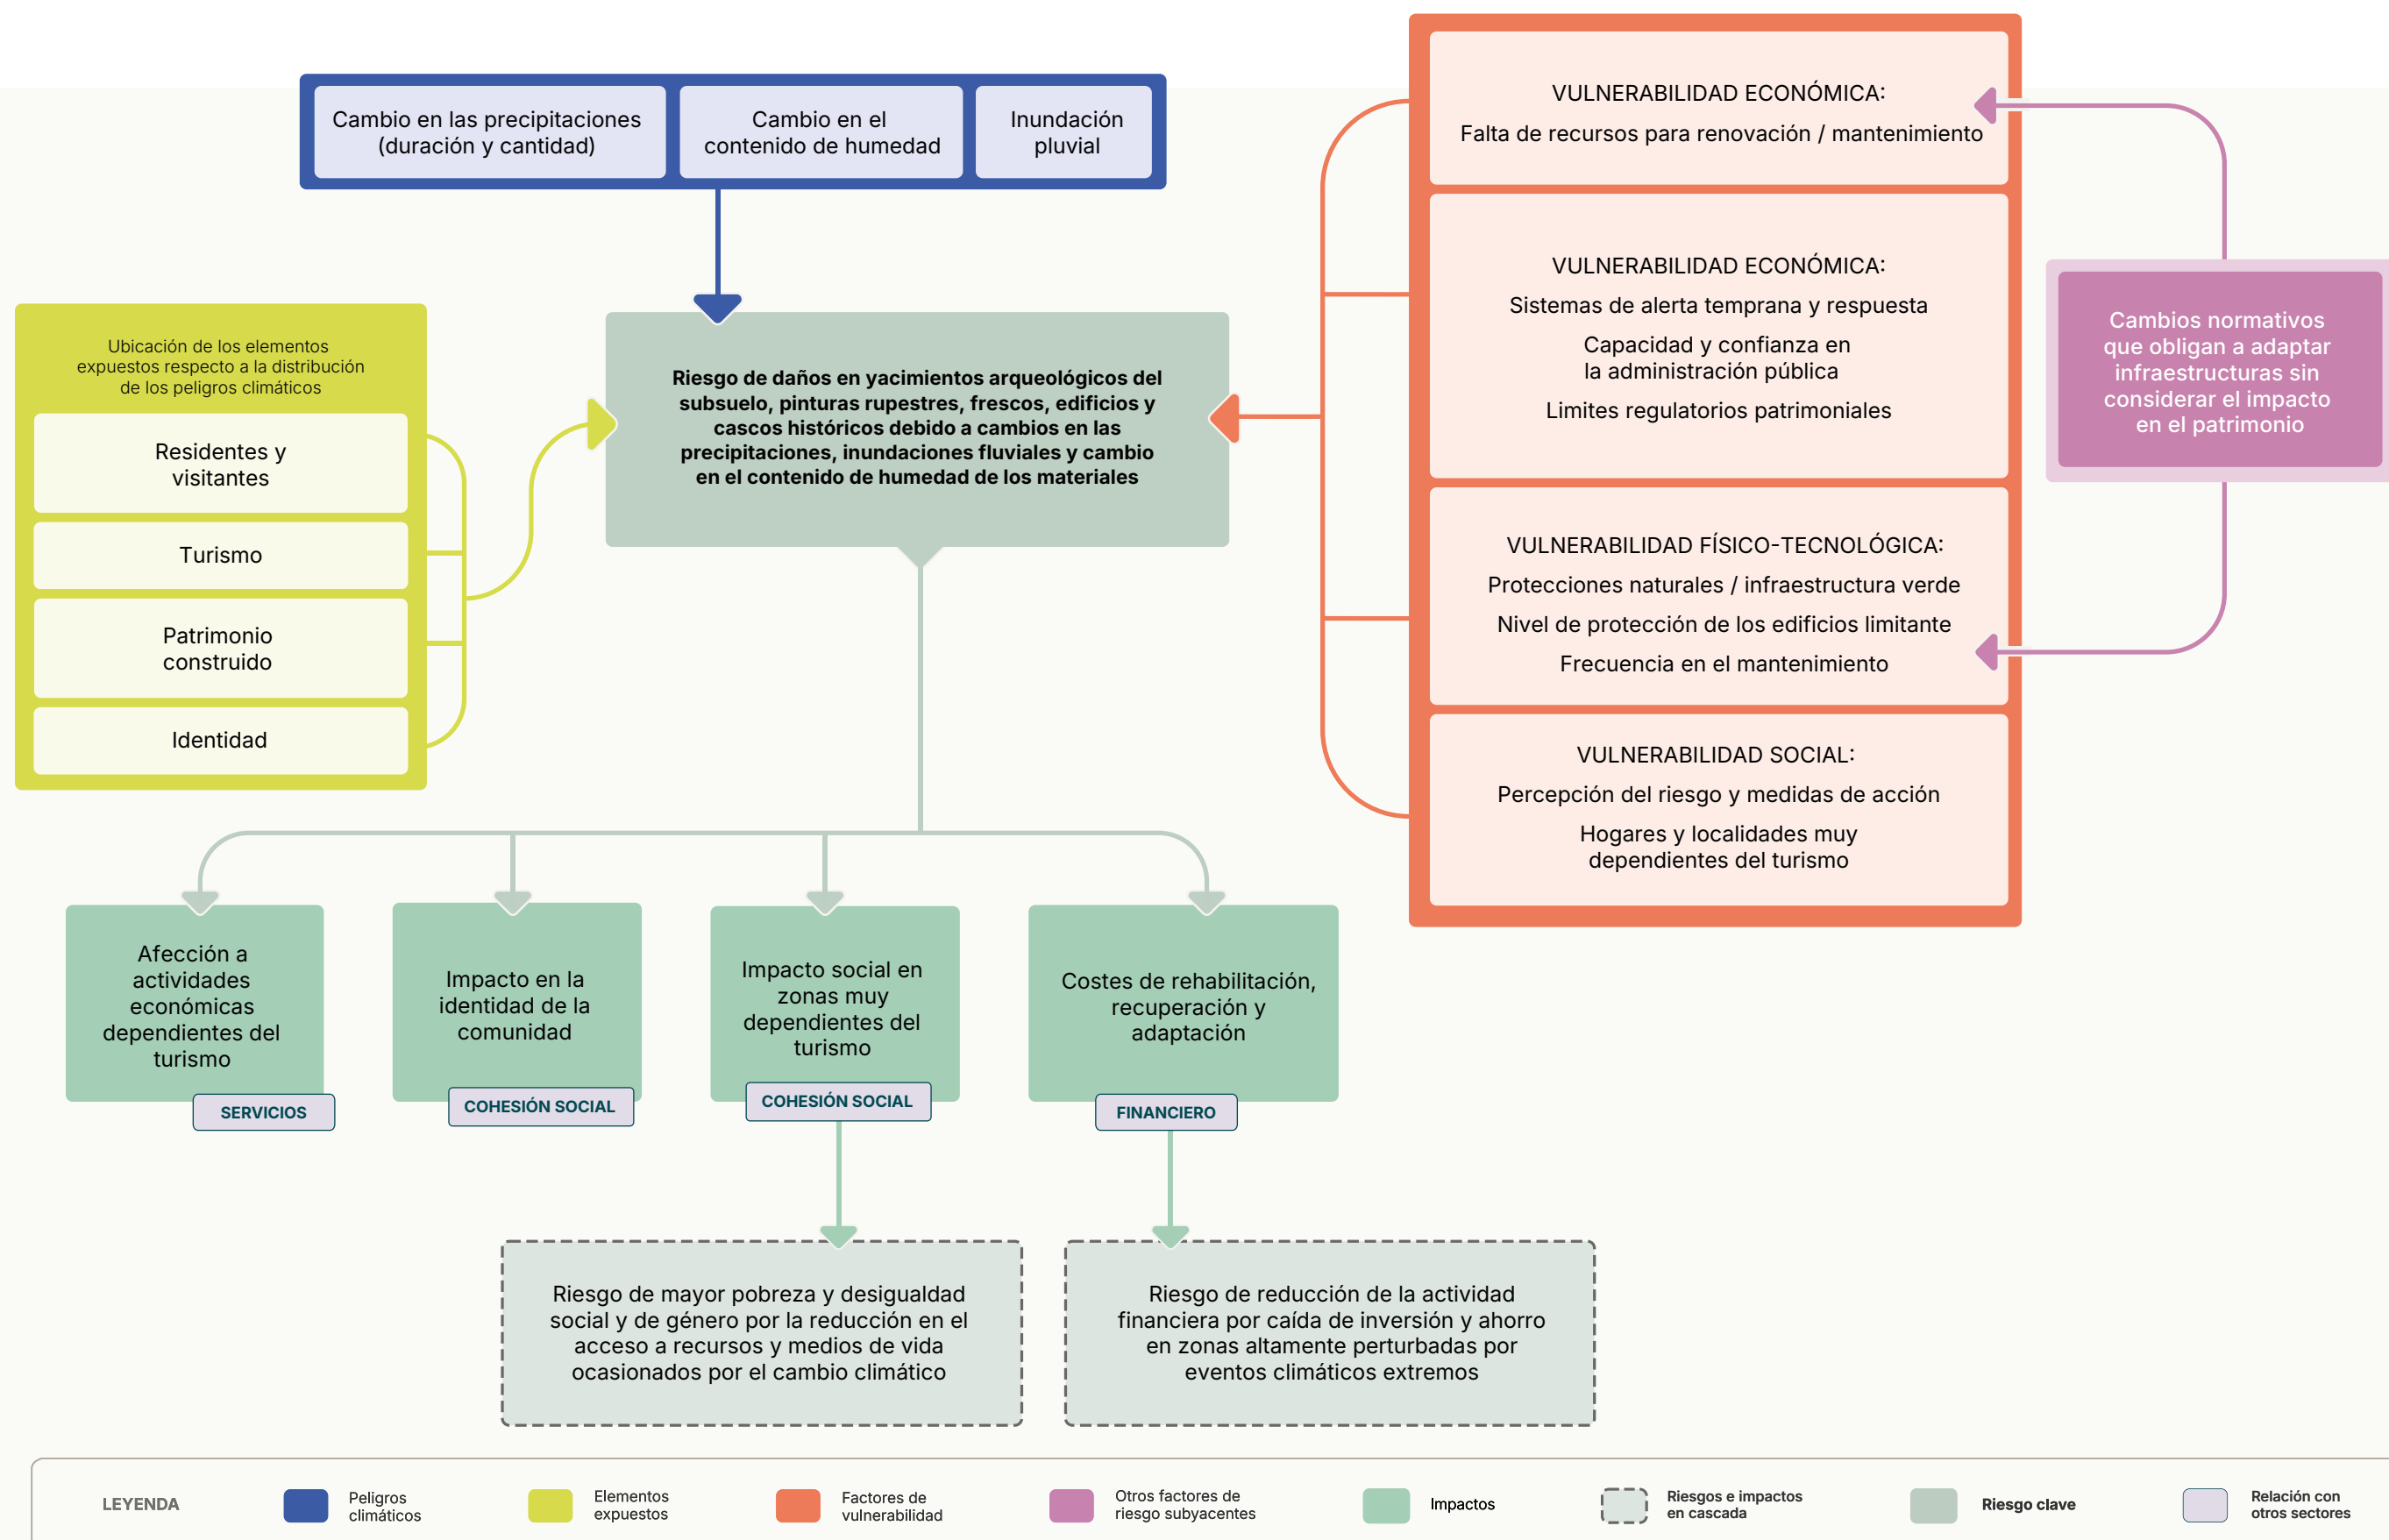 Cambio en las precipitaciones
(duración y cantidad)
Cambio en el
contenido de humedad
Inundación
pluvial
VULNERABILIDAD ECONÓMICA:
Falta de recursos para renovación / mantenimiento
VULNERABILIDAD ECONÓMICA:
Sistemas de alerta temprana y respuesta
Capacidad y confianza en
la administración pública
Limites regulatorios patrimoniales
VULNERABILIDAD FÍSICO-TECNOLÓGICA:
Protecciones naturales / infraestructura verde
Nivel de protección de los edificios limitante
Frecuencia en el mantenimiento
VULNERABILIDAD SOCIAL:
Percepción del riesgo y medidas de acción
Hogares y localidades muy
dependientes del turismo
Cambios normativos
que obligan a adaptar
infraestructuras sin
considerar el impacto
en el patrimonio
Ubicación de los elementos
expuestos respecto a la distribución
de los peligros climáticos
Residentes y
visitantes
Turismo
Patrimonio
construido
Identidad
Riesgo de daños en yacimientos arqueológicos del
subsuelo, pinturas rupestres, frescos, edificios y
cascos históricos debido a cambios en las
precipitaciones, inundaciones fluviales y cambio
en el contenido de humedad de los materiales
Afección a
actividades
económicas
dependientes del
turismo
SERVICIOS
Impacto en la
identidad de la
comunidad
COHESIÓN SOCIAL
Impacto social en
zonas muy
dependientes del
turismo
COHESIÓN SOCIAL
Costes de rehabilitación,
recuperación y
adaptación
FINANCIERO
Riesgo de mayor pobreza y desigualdad
social y de género por la reducción en el
acceso a recursos y medios de vida
ocasionados por el cambio climático
Riesgo de reducción de la actividad
financiera por caída de inversión y ahorro
en zonas altamente perturbadas por
eventos climáticos extremos
LEYENDA
Peligros
climáticos
Elementos
expuestos
Factores de
vulnerabilidad
Otros factores de
riesgo subyacentes
Impactos
Riesgos e impactos
en cascada
Riesgo clave
Relación con
otros sectores